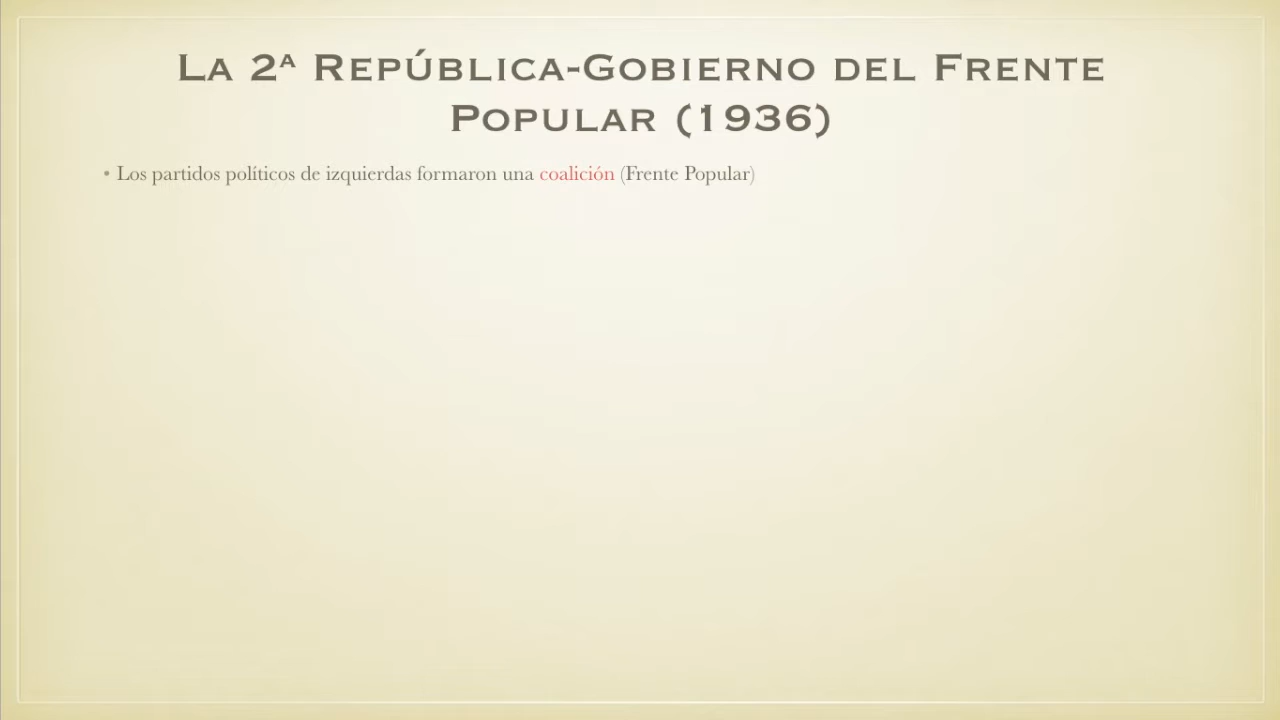 La 2ª República-Gobierno del Frente
Popular (1936)
• Los partidos políticos de izquierdas formaron una coalición (Frente Popular)